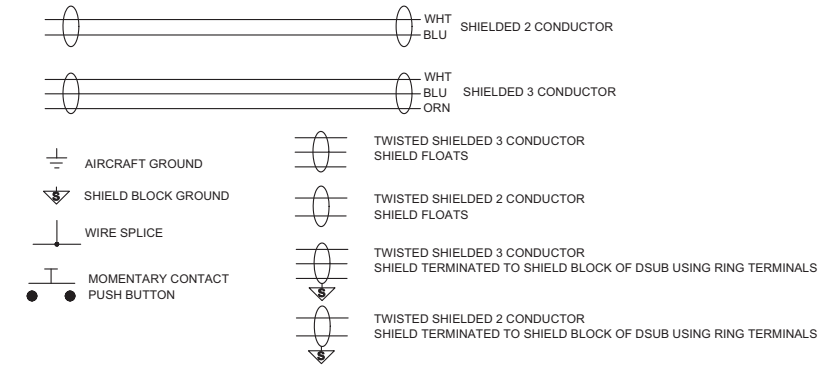 WHT
BLU
SHIELDED 2 CONDUCTOR
WHT
BLU
ORN
SHIELDED 3 CONDUCTOR
AIRCRAFT GROUND
S
SHIELD BLOCK GROUND
WIRE SPLICE
MOMENTARY CONTACT
PUSH BUTTON
TWISTED SHIELDED 3 CONDUCTOR
SHIELD FLOATS
TWISTED SHIELDED 2 CONDUCTOR
SHIELD FLOATS
TWISTED SHIELDED 3 CONDUCTOR
SHIELD TERMINATED TO SHIELD BLOCK OF DSUB USING RING TERMINALS
S
TWISTED SHIELDED 2 CONDUCTOR
SHIELD TERMINATED TO SHIELD BLOCK OF DSUB USING RING TERMINALS
S